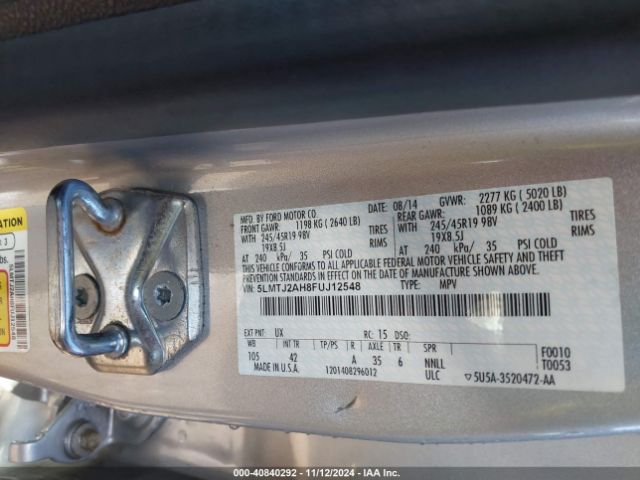 MFD. BY FORD MOTOR CO.
DATE: 08/14 GVWR: 2277 KG ( 5020 LB)
FRONT GAWR: 1198 KG ( 2640 LB)
REAR GAWR: 1089 KG ( 2400 LB)
WITH 245/45R19 98V TIRES
WITH 245/45R19 98V TIRES
19X8.5J RIMS
19X8.5J RIMS
AT 240 kPa/ 35 PSI COLD
AT 240 kPa/ 35 PSI COLD
THIS VEHICLE CONFORMS TO ALL APPLICABLE FEDERAL MOTOR VEHICLE SAFETY AND THEFT
PREVENTION STANDARDS IN EFFECT ON THE DATE OF MANUFACTURE SHOWN ABOVE.
VIN: 5LMTJ2AH8FUJ12548 TYPE: MPV
EXT PNT: UX RC: 15 DSO:
WB INT TR TP/PS R AXLE TR SPR
105 42 A 35 6 NNLL F0010
MADE IN U.S.A. 1201408296012 ULC T0053
▽5U5A-3520472-AA
ATION
lbs.
000-40840292 - 11/12/2024 - IAA Inc.